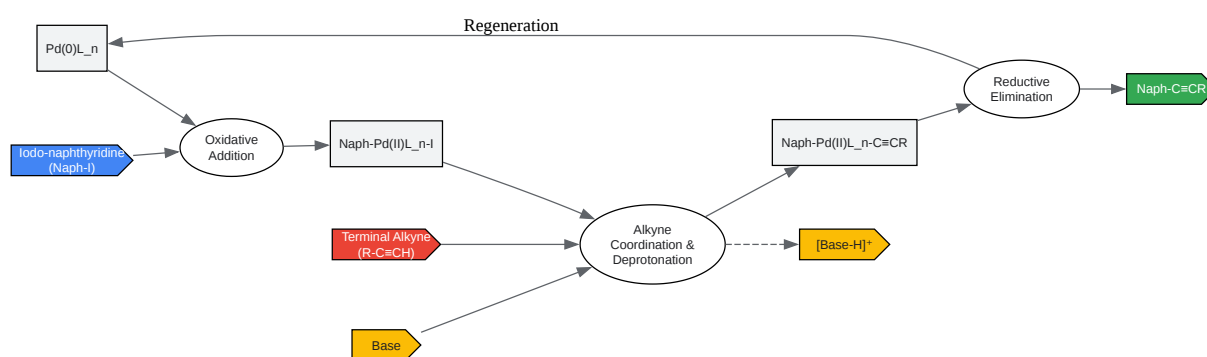 Regeneration
Pd(0)L_n
Reductive
Elimination
Naph-C≡CR
Oxidative
Addition
Naph-Pd(II)L_n-I
Naph-Pd(II)L_n-C≡CR
Iodo-naphthyridine
(Naph-I)
Terminal Alkyne
(R-C≡CH)
Alkyne
Coordination &
Deprotonation
[Base-H]⁺
Base